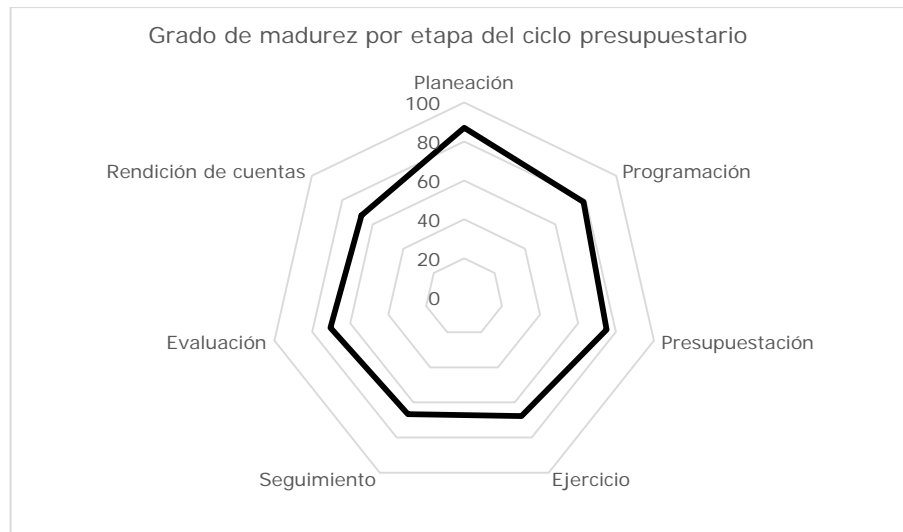 Grado de madurez por etapa del ciclo presupuestario
Planeación
100
80
60
40
20
0
Programación
Presupuestación
Ejercicio
Seguimiento
Evaluación
Rendición de cuentas